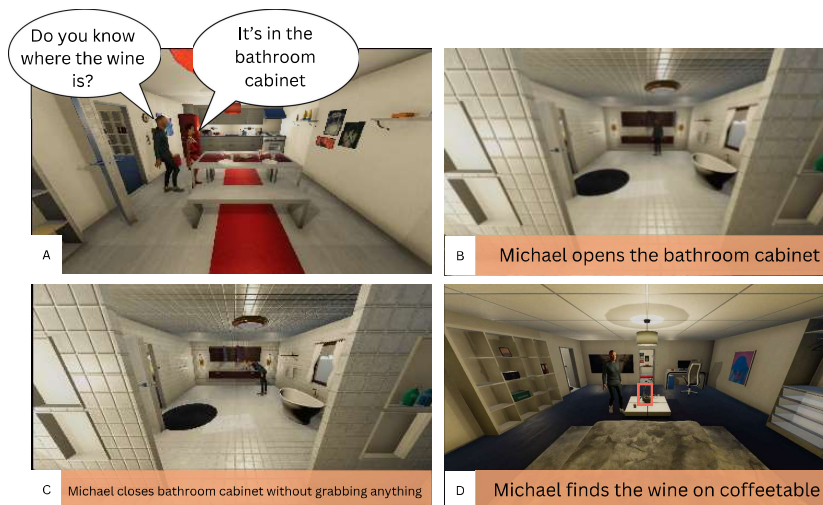 Do you know
where the wine
is?
It's in the
bathroom
cabinet
A
B
Michael opens the bathroom cabinet
C
Michael closes bathroom cabinet without grabbing anything
D
Michael finds the wine on coffeetable